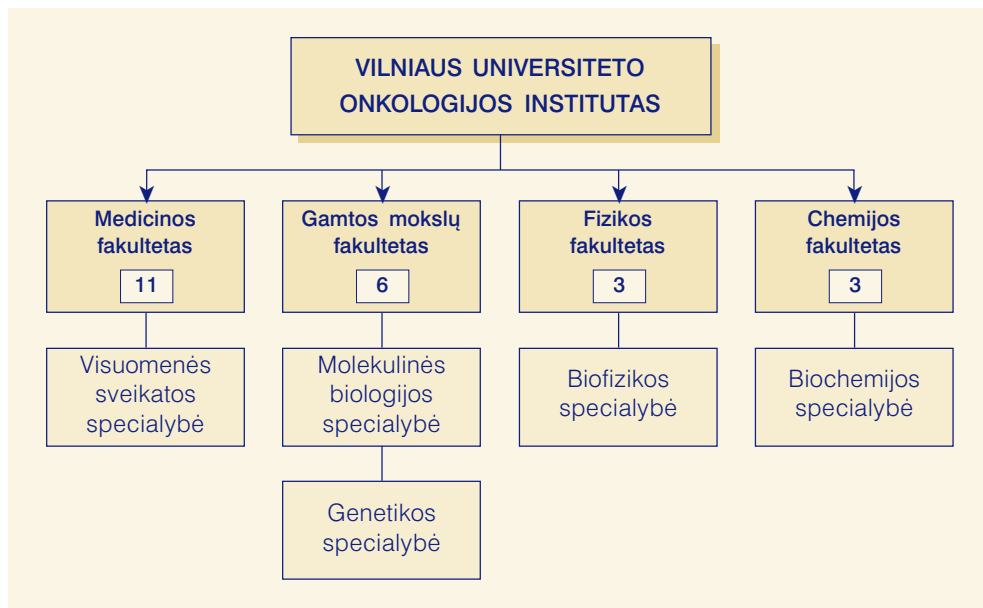 VILNIAUS UNIVERSITETO
ONKOLOGIJOS INSTITUTAS
Medicinos
fakultetas
11
Gamtos mokslų
fakultetas
6
Fizikos
fakultetas
3
Chemijos
fakultetas
3
Visuomenės
sveikatos
specialybė
Molekulinės
biologijos
specialybė
Biofizikos
specialybė
Biochemijos
specialybė
Genetikos
specialybė